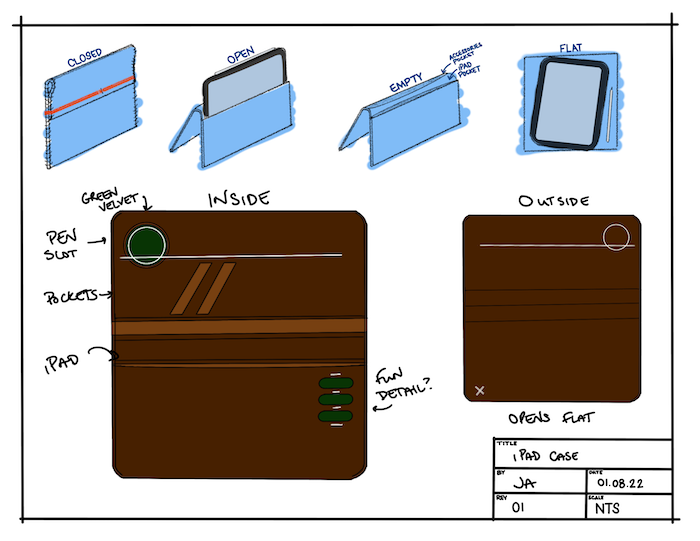 CLOSED
OPEN
EMPTY
ACCESSORIES
POCKET
iPAD
POCKET
FLAT
INSIDE
GREEN
VELVET
PEN
SLOT
POCKETS
iPAD
FUN
DETAIL?
OUTSIDE
OPENS FLAT
TITLE
iPAD CASE
BY
JA
DATE
01.08.22
REV
01
SCALE
NTS